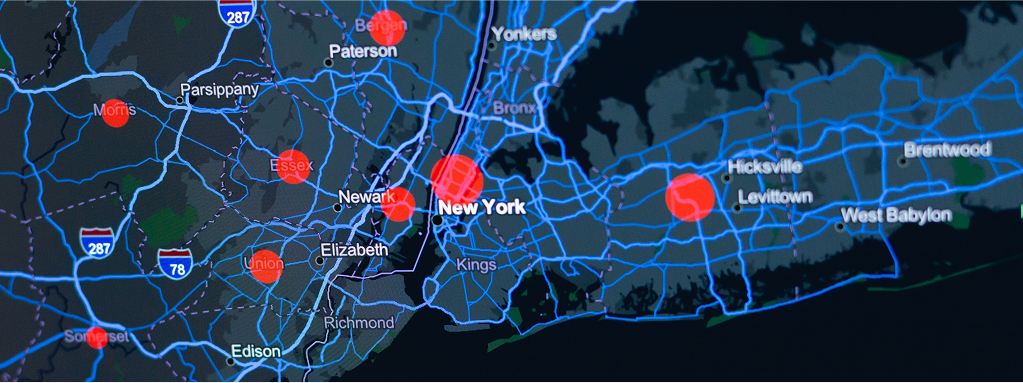 287
Bergen
Yonkers
Paterson
Parsippany
Morris
Bronx
Essex
Hicksville
Brentwood
Newark
Levittown
New York
West Babylon
287
78
Elizabeth
Union
Kings
Richmond
Somerset
Edison